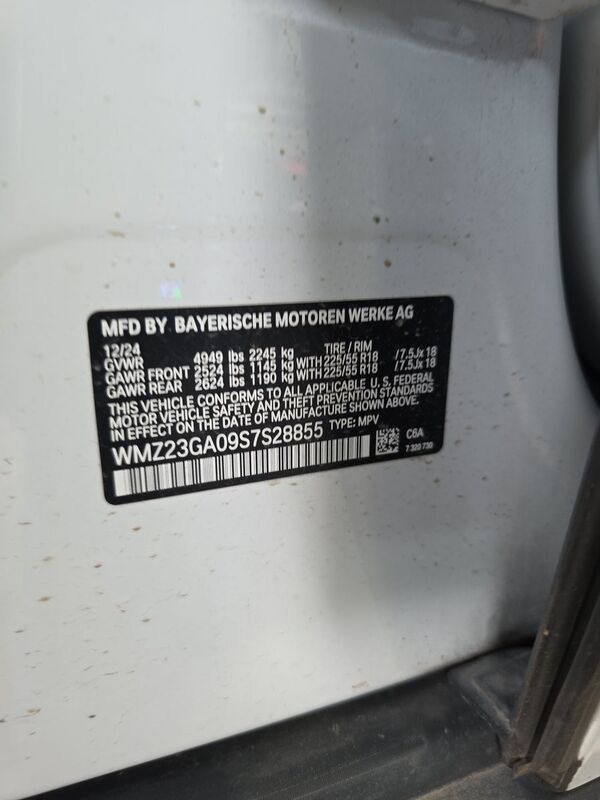 MFD BY. BAYERISCHE MOTOREN WERKE AG
12/24 TIRE / RIM
GVWR 4949 lbs 2245 kg
GAWR FRONT 2524 lbs 1145 kg WITH 225/55 R18 /7.5Jx18
GAWR REAR 2624 lbs 1190 kg WITH 225/55 R18 /7.5Jx18
THIS VEHICLE CONFORMS TO ALL APPLICABLE U.S. FEDERAL
MOTOR VEHICLE SAFETY AND THEFT PREVENTION STANDARDS
IN EFFECT ON THE DATE OF MANUFACTURE SHOWN ABOVE.
WMZ23GA09S7S28855 TYPE: MPV C6A
7 320 730